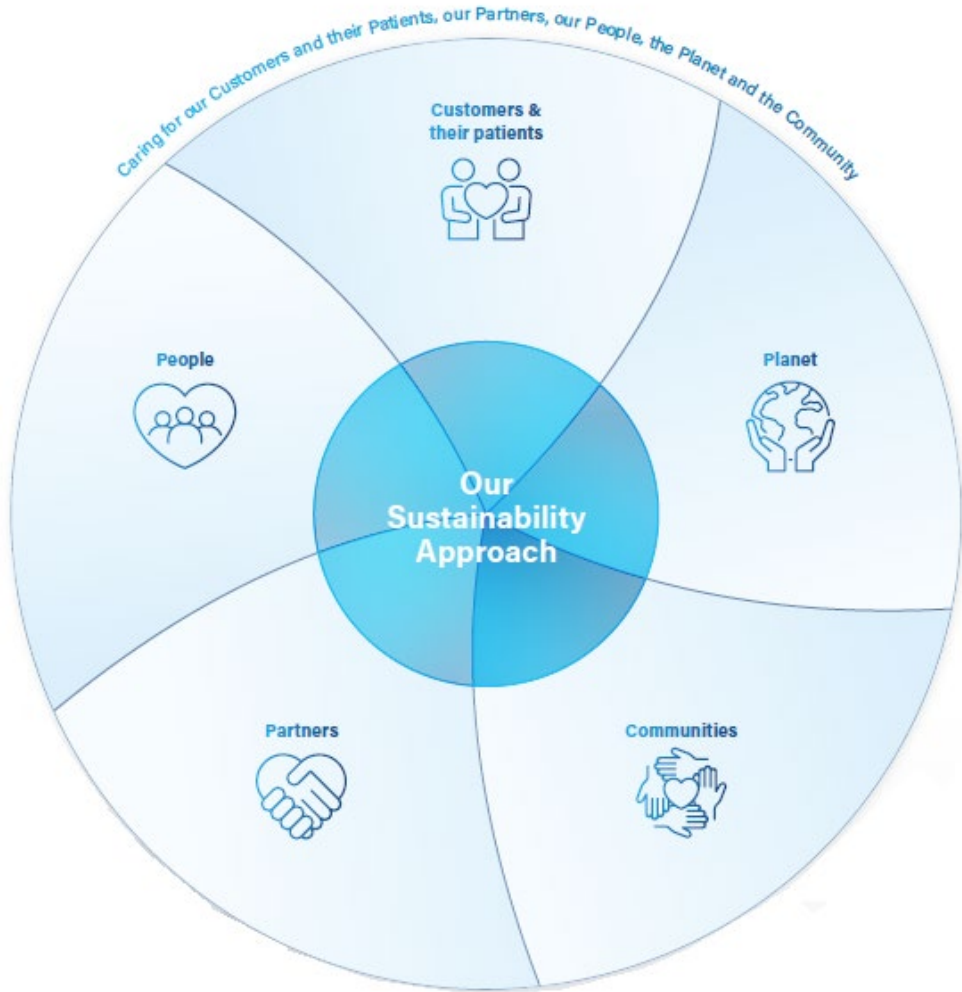 Caring for our Customers and their Patients, our Partners, our People, the Planet and the Community
Customers &
their patients
People
Planet
Our
Sustainability
Approach
Partners
Communities